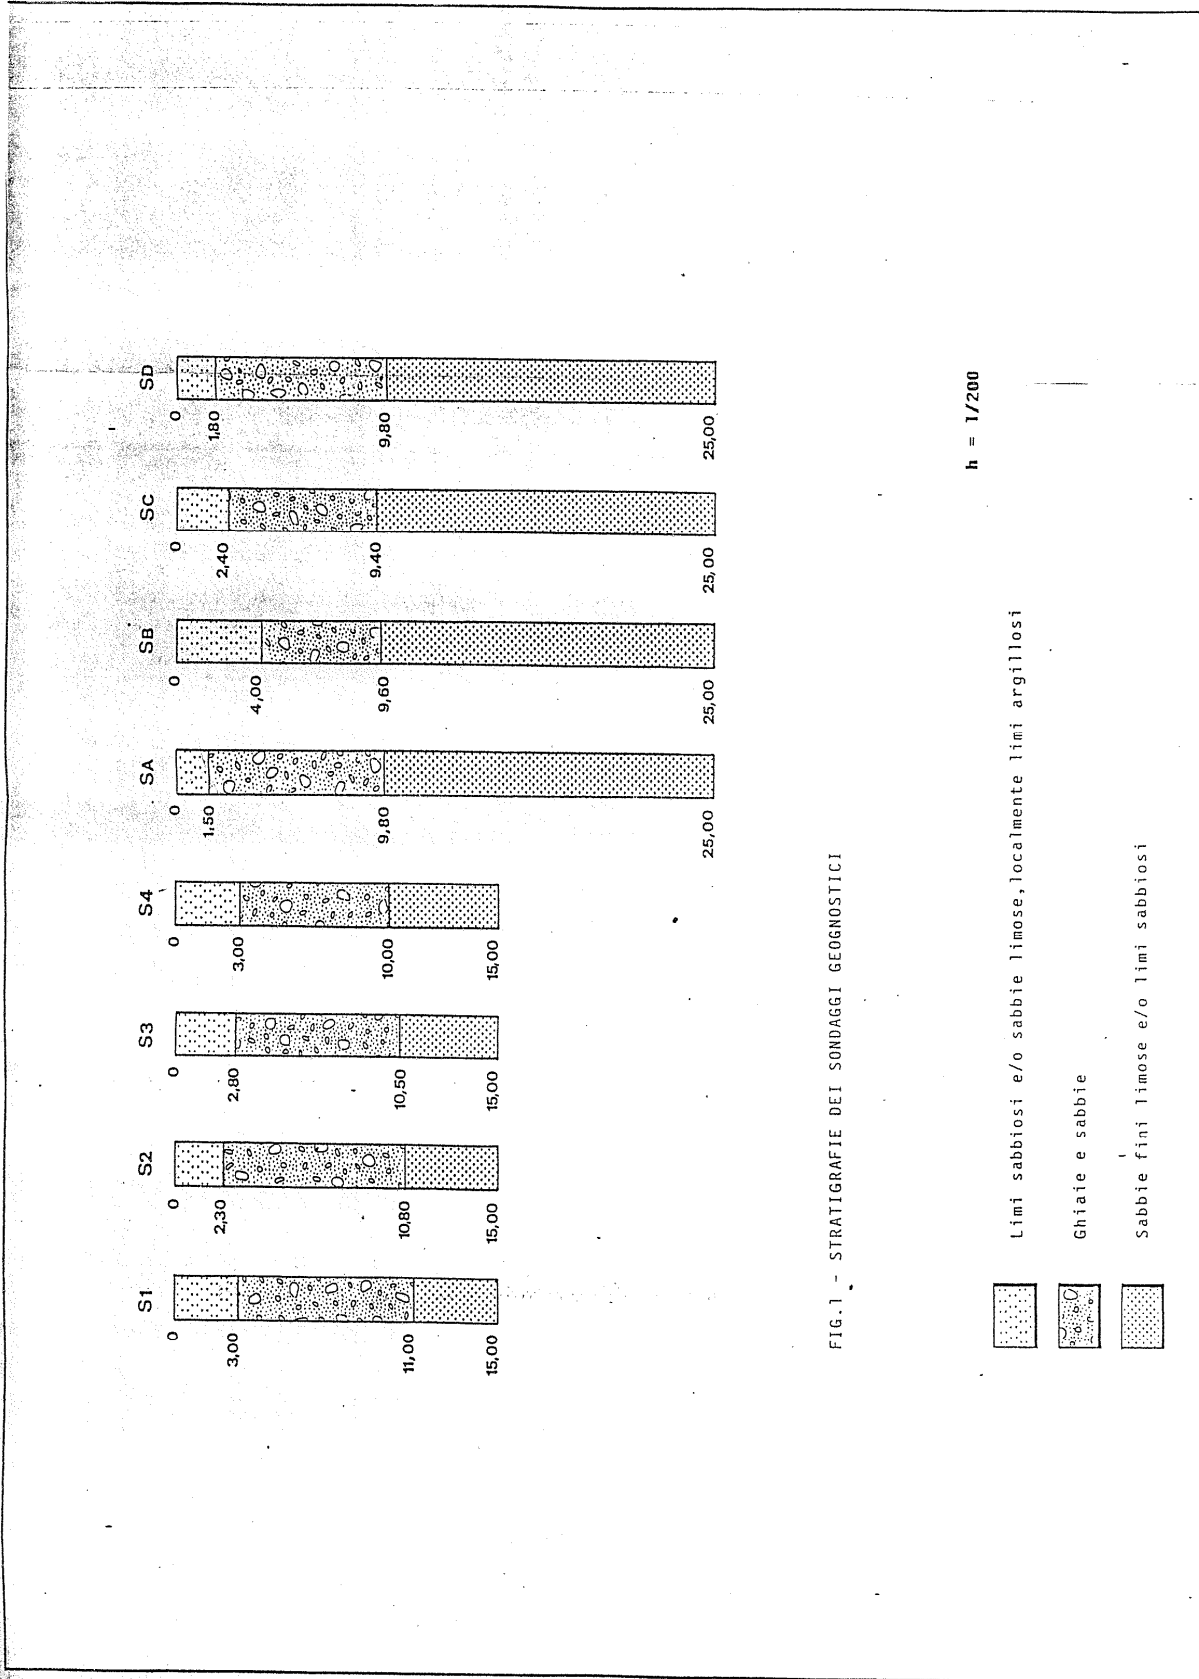 S1
0
3,00
11,00
15,00
S2
0
2,30
10,80
15,00
S3
0
2,80
10,50
15,00
S4
0
3,00
10,00
15,00
SA
0
1,50
9,80
25,00
SB
0
4,00
9,60
25,00
SC
0
2,40
9,40
25,00
SD
0
1,80
9,80
25,00
FIG.1 - STRATIGRAFIE DEI SONDAGGI GEOGNOSTICI
h = 1/200
Limi sabbiosi e/o sabbie limose,localmente limi argillosi
Ghiaie e sabbie
Sabbie fini limose e/o limi sabbiosi